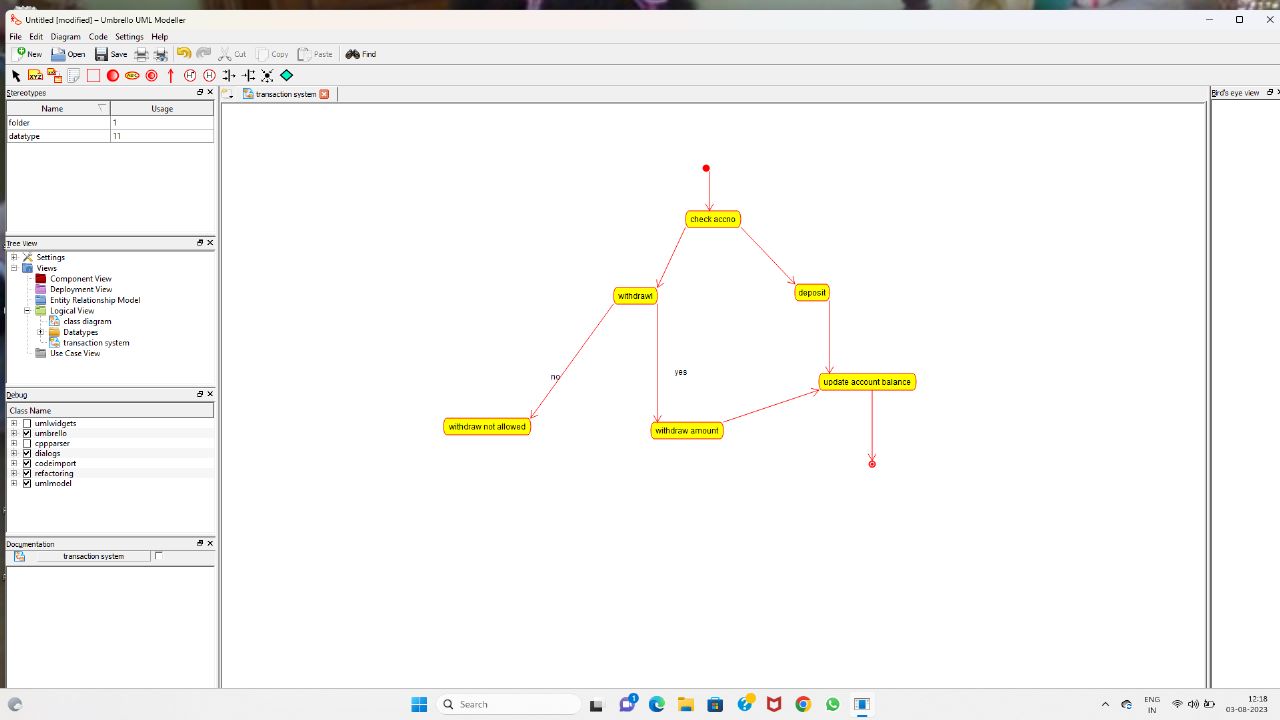 Untitled [modified] – Umbrello UML Modeller
File Edit Diagram Code Settings Help
New Open Save Cut Copy Paste Find
XYZ ABC H H
Stereotypes
transaction system
Bird's eye view
Name Usage
folder 1
datatype 11
check accno
Tree View
Settings
Views
Component View
Deployment View
Entity Relationship Model
Logical View
class diagram
Datatypes
transaction system
Use Case View
withdrawl
deposit
no
yes
update account balance
withdraw not allowed
withdraw amount
Debug
Class Name
umlwidgets
umbrello
cppparser
dialogs
codeimport
refactoring
umlmodel
Documentation
transaction system
Search
1
ENG
IN
12:18
03-08-2023